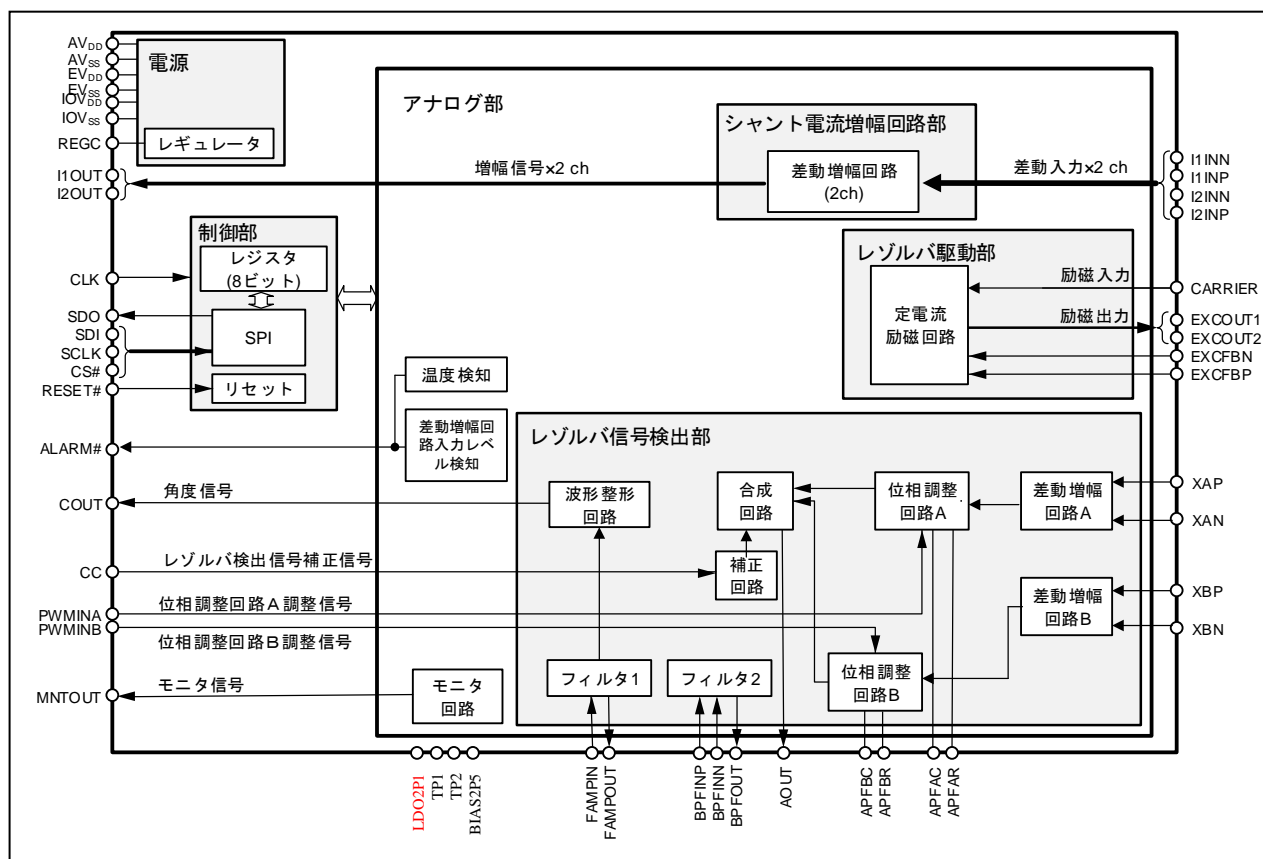 AVDD
AVSS
EVDD
EVSS
IOVDD
IOVSS
REGC
I1OUT
I2OUT
CLK
SDO
SDI
SCLK
CS#
RESET#
ALARM#
COUT
CC
PWMINA
PWMINB
MNTOUT
電源
レギュレータ
アナログ部
シャント電流増幅回路部
差動増幅回路
(2ch)
増幅信号×2 ch
差動入力×2 ch
I1INN
I1INP
I2INN
I2INP
制御部
レジスタ
(8ビット)
SPI
リセット
レゾルバ駆動部
定電流
励磁回路
励磁入力
励磁出力
CARRIER
EXCOUT1
EXCOUT2
EXCFBN
EXCFBP
温度検知
差動増幅回
路入力レベ
ル検知
レゾルバ信号検出部
角度信号
波形整形
回路
合成
回路
位相調整
回路A
差動増幅
回路A
XAP
XAN
レゾルバ検出信号補正信号
補正
回路
位相調整回路A調整信号
位相調整回路B調整信号
差動増幅
回路B
XBP
XBN
モニタ信号
モニタ
回路
フィルタ1
フィルタ2
位相調整
回路B
LDO2P1
TP1
TP2
BIAS2P5
FAMPIN
FAMPOUT
BPFINP
BPFINN
BPFOUT
AOUT
APFBC
APFBR
APFAC
APFAR